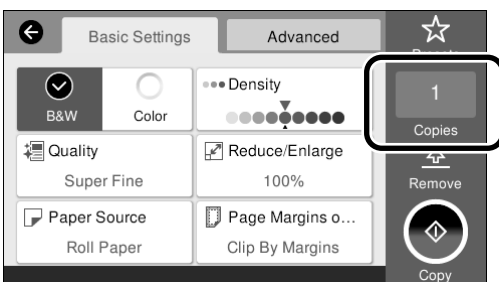 Basic Settings
Advanced
B&W
Color
Density
Quality
Super Fine
Reduce/Enlarge
100%
Paper Source
Roll Paper
Page Margins o...
Clip By Margins
1
Copies
Remove
Copy